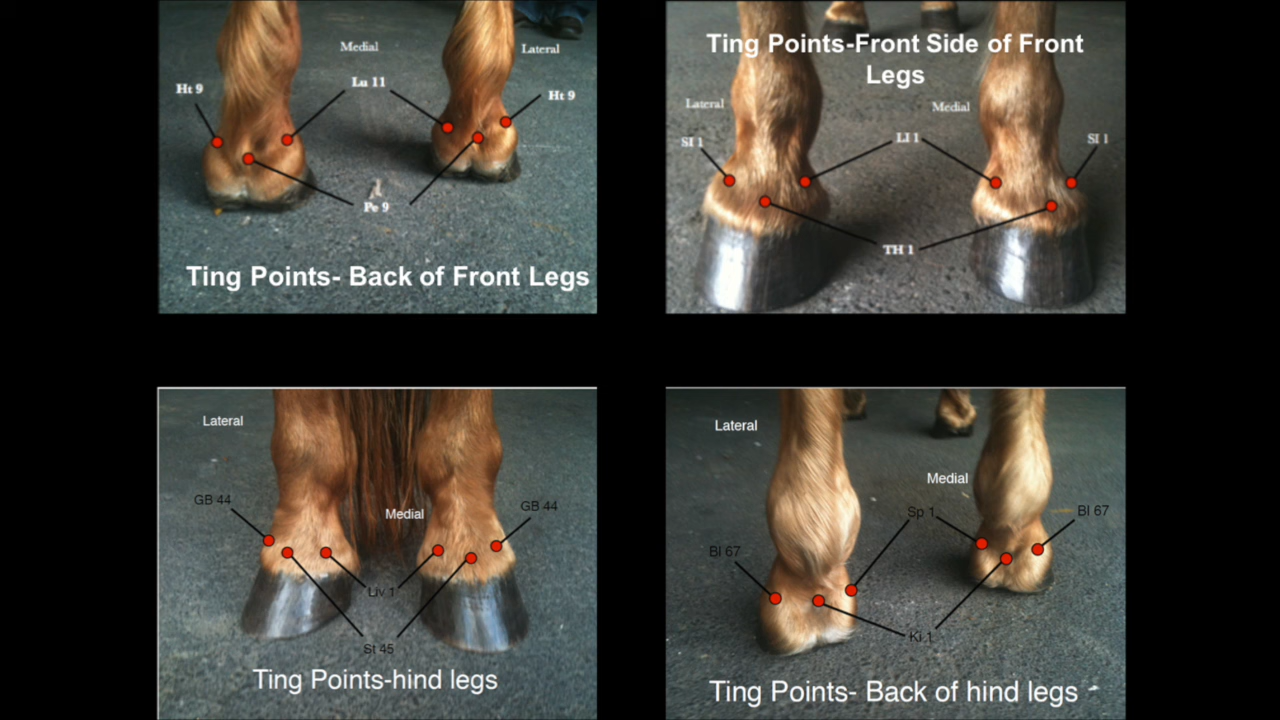 Medial
Lateral
Ht 9
Lu 11
Ht 9
Pe 9
Ting Points- Back of Front Legs
Ting Points-Front Side of Front
Legs
Lateral
Medial
SI 1
LI 1
SI 1
TH 1
Lateral
GB 44
Medial
GB 44
Liv 1
St 45
Ting Points-hind legs
Lateral
Medial
Sp 1
Bl 67
Bl 67
Ki 1
Ting Points- Back of hind legs